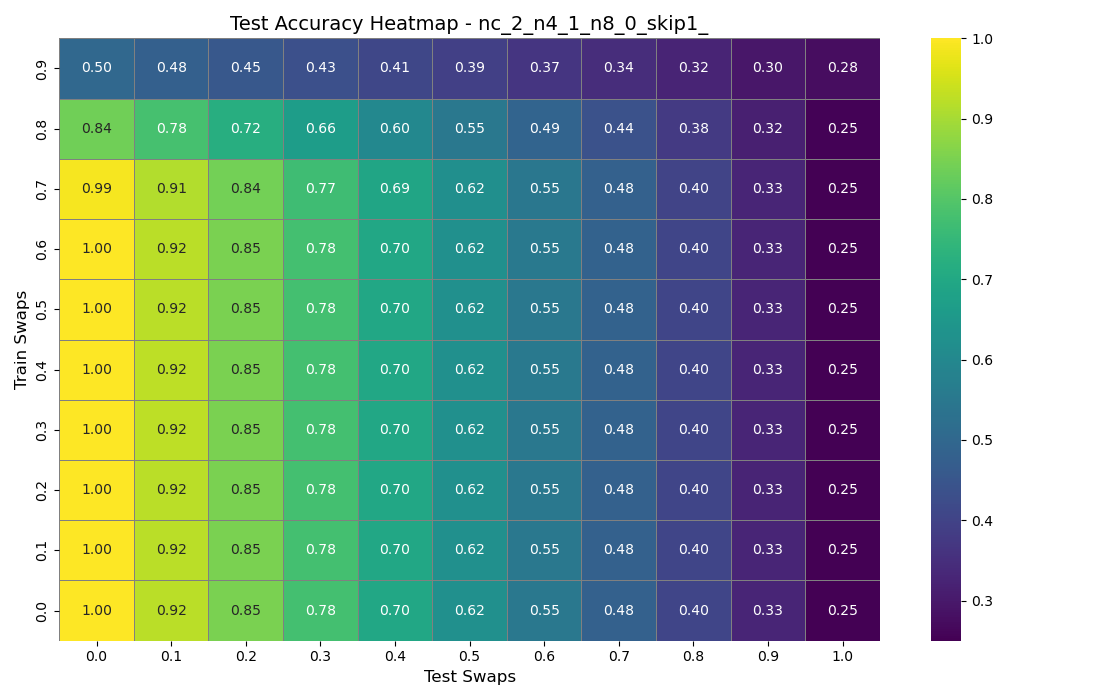 Test Accuracy Heatmap - nc_2_n4_1_n8_0_skip1_
Train Swaps
0.9 0.50 0.48 0.45 0.43 0.41 0.39 0.37 0.34 0.32 0.30 0.28
0.8 0.84 0.78 0.72 0.66 0.60 0.55 0.49 0.44 0.38 0.32 0.25
0.7 0.99 0.91 0.84 0.77 0.69 0.62 0.55 0.48 0.40 0.33 0.25
0.6 1.00 0.92 0.85 0.78 0.70 0.62 0.55 0.48 0.40 0.33 0.25
0.5 1.00 0.92 0.85 0.78 0.70 0.62 0.55 0.48 0.40 0.33 0.25
0.4 1.00 0.92 0.85 0.78 0.70 0.62 0.55 0.48 0.40 0.33 0.25
0.3 1.00 0.92 0.85 0.78 0.70 0.62 0.55 0.48 0.40 0.33 0.25
0.2 1.00 0.92 0.85 0.78 0.70 0.62 0.55 0.48 0.40 0.33 0.25
0.1 1.00 0.92 0.85 0.78 0.70 0.62 0.55 0.48 0.40 0.33 0.25
0.0 1.00 0.92 0.85 0.78 0.70 0.62 0.55 0.48 0.40 0.33 0.25
0.0 0.1 0.2 0.3 0.4 0.5 0.6 0.7 0.8 0.9 1.0
Test Swaps
1.0
0.9
0.8
0.7
0.6
0.5
0.4
0.3